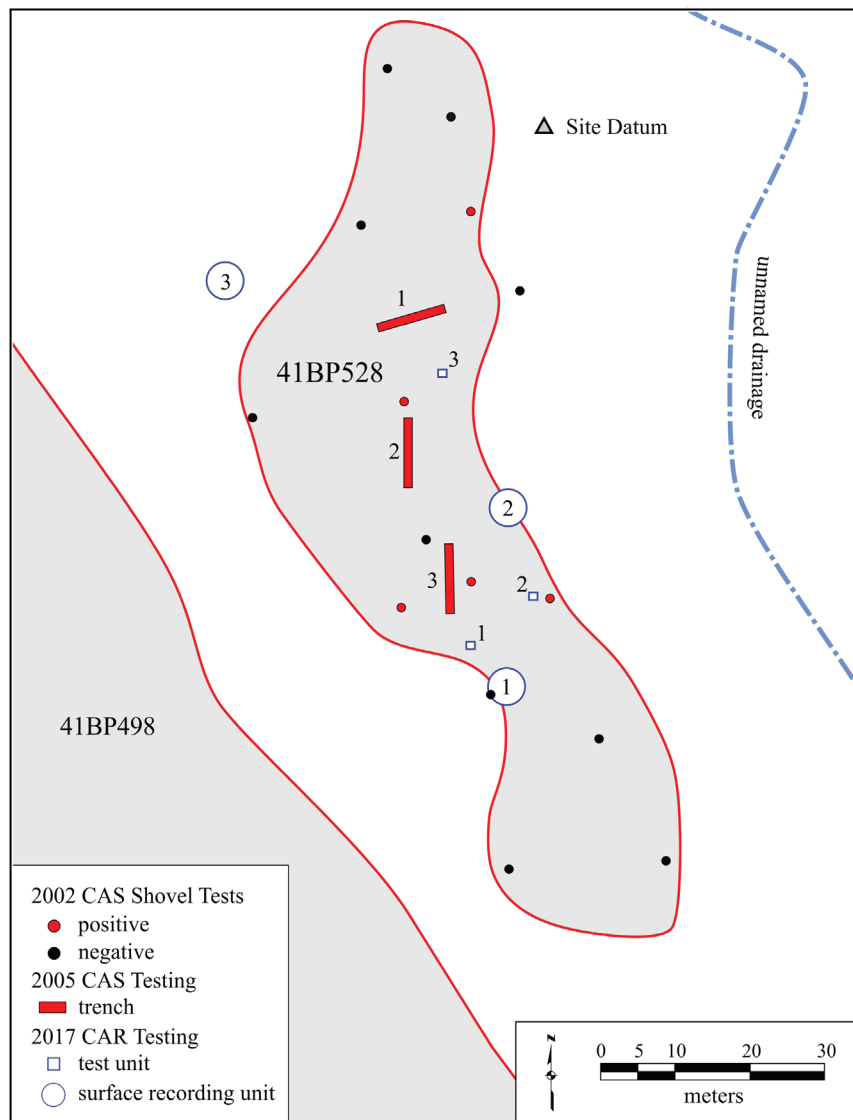 Site Datum
3
1
unnamed drainage
3
41BP528
2
2
3
2
1
1
41BP498
2002 CAS Shovel Tests
positive
negative
2005 CAS Testing
trench
2017 CAR Testing
test unit
surface recording unit
z
0 5 10 20 30
meters